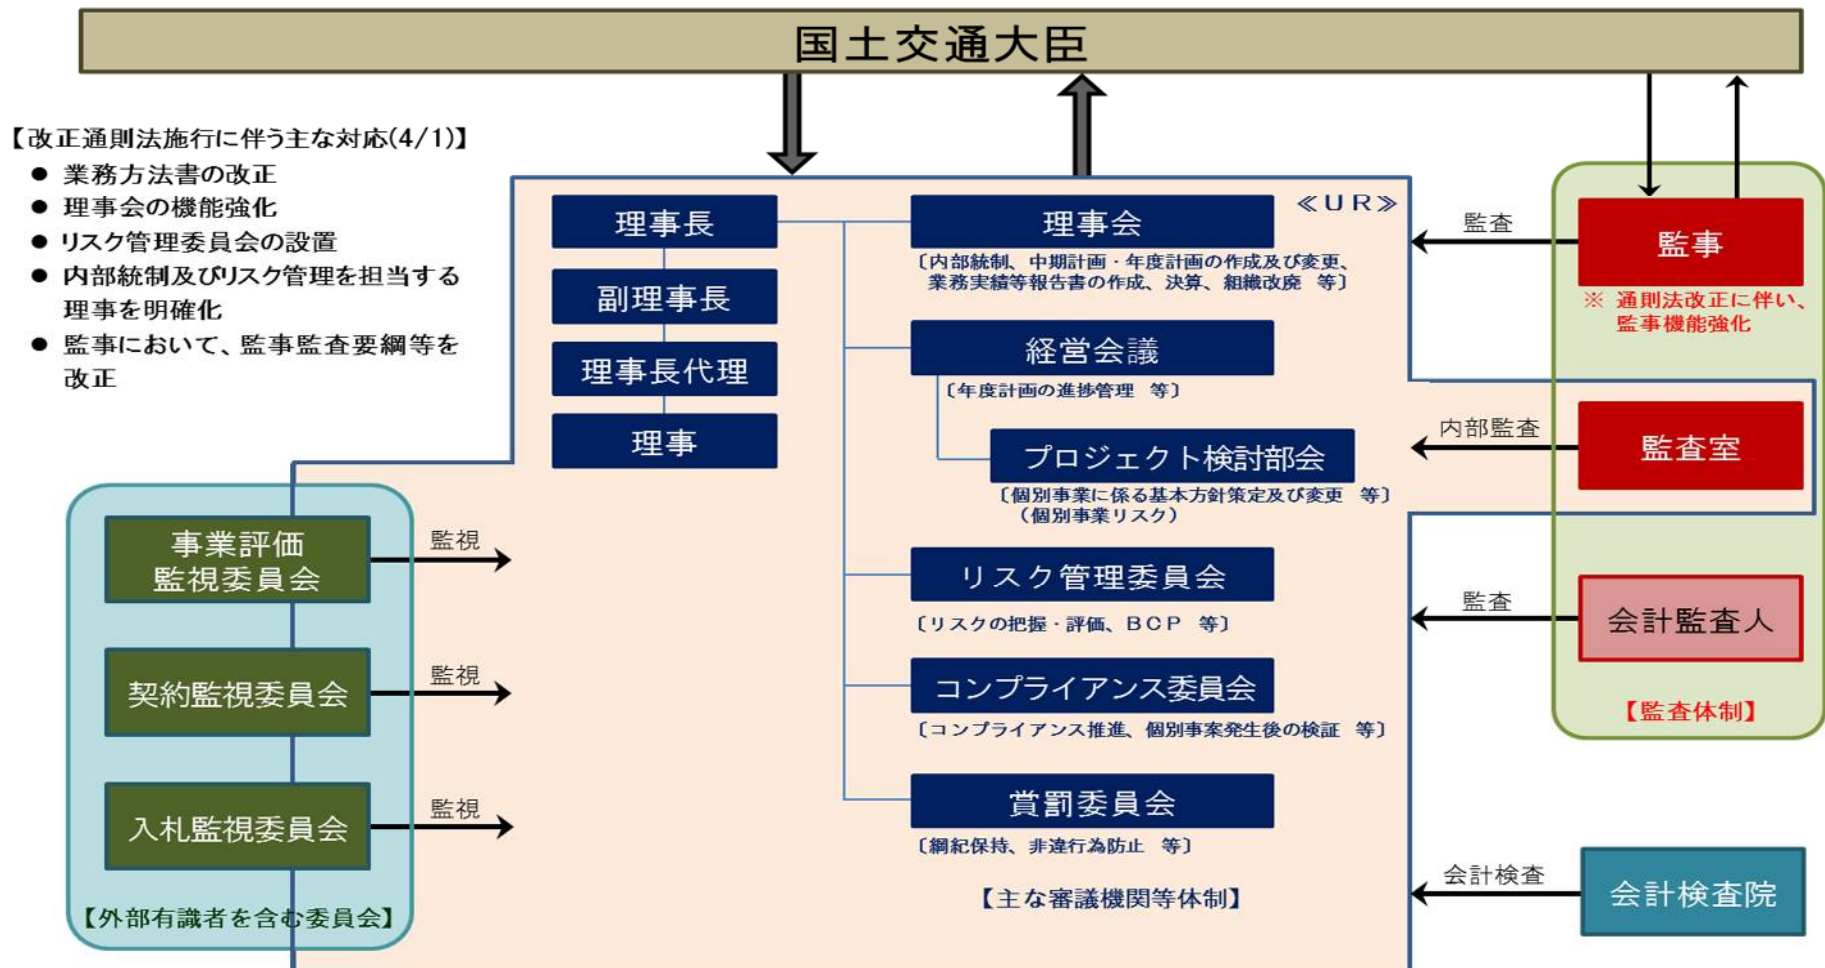 国土交通大臣
【改正通則法施行に伴う主な対応(4/1)】
● 業務方法書の改正
● 理事会の機能強化
● リスク管理委員会の設置
● 内部統制及びリスク管理を担当する
理事を明確化
● 監事において、監事監査要綱等を
改正
≪UR≫
理事長
副理事長
理事長代理
理事
理事会
〔内部統制、中期計画・年度計画の作成及び変更、
業務実績等報告書の作成、決算、組織改廃 等〕
経営会議
〔年度計画の進捗管理 等〕
プロジェクト検討部会
〔個別事業に係る基本方針策定及び変更 等〕
（個別事業リスク）
リスク管理委員会
〔リスクの把握・評価、BCP 等〕
コンプライアンス委員会
〔コンプライアンス推進、個別事案発生後の検証 等〕
賞罰委員会
〔綱紀保持、非違行為防止 等〕
【主な審議機関等体制】
事業評価
監視委員会
監視
契約監視委員会
監視
入札監視委員会
監視
【外部有識者を含む委員会】
監査
監事
※ 通則法改正に伴い、
監事機能強化
内部監査
監査室
監査
会計監査人
【監査体制】
会計検査
会計検査院